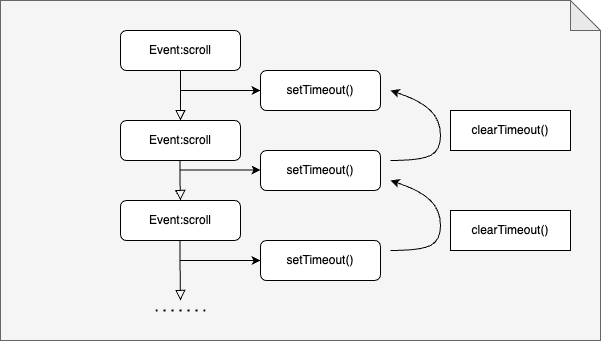 Event:scroll
setTimeout()
clearTimeout()
Event:scroll
setTimeout()
Event:scroll
clearTimeout()
setTimeout()
.......